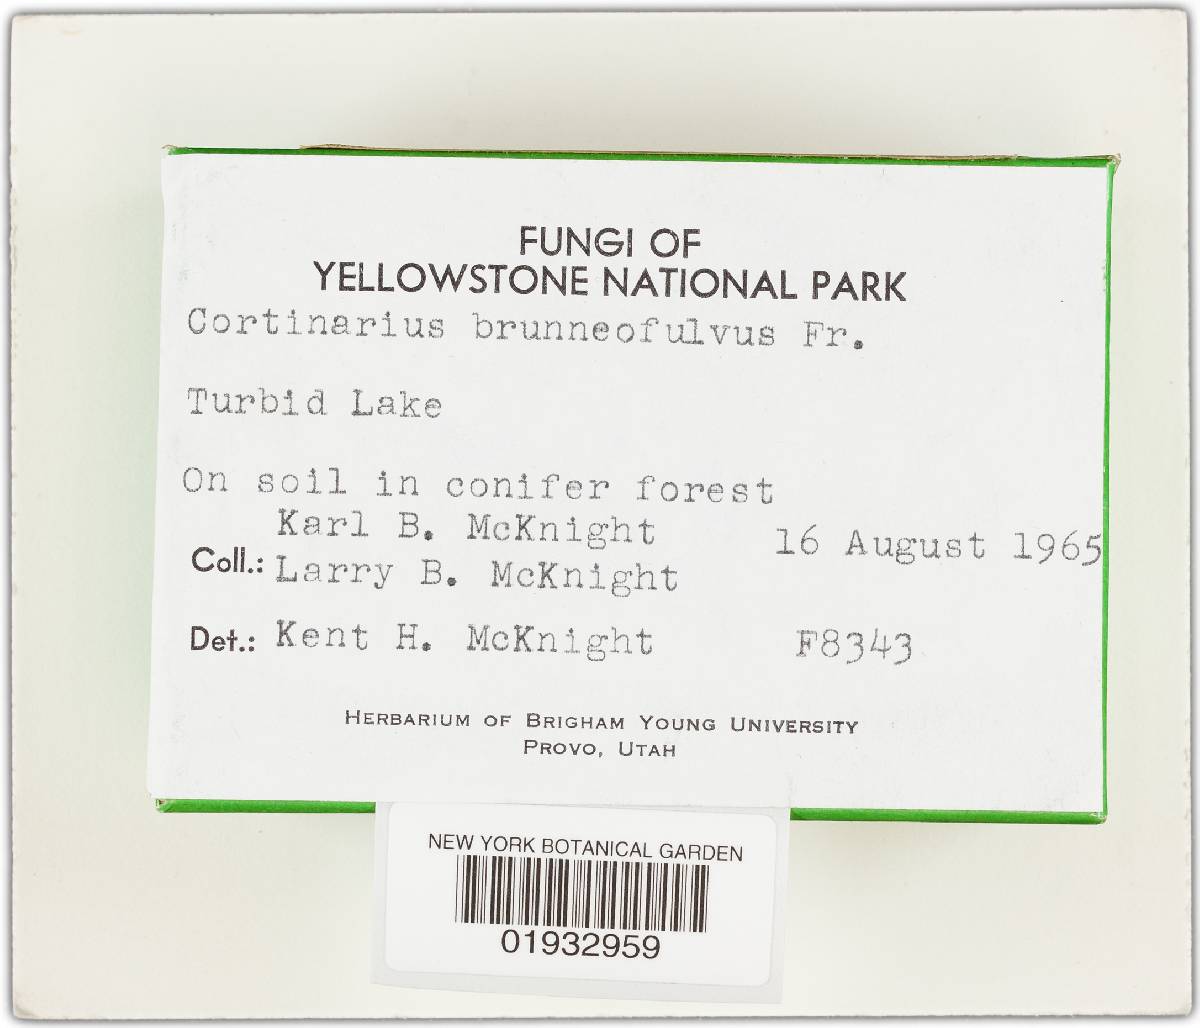 FUNGI OF
YELLOWSTONE NATIONAL PARK
Cortinarius brunneofulvus Fr.
Turbid Lake
On soil in conifer forest
Karl B. McKnight 16 August 1965
Coll.: Larry B. McKnight
Det.: Kent H. McKnight F8343
HERBARIUM OF BRIGHAM YOUNG UNIVERSITY
PROVO, UTAH
NEW YORK BOTANICAL GARDEN
01932959